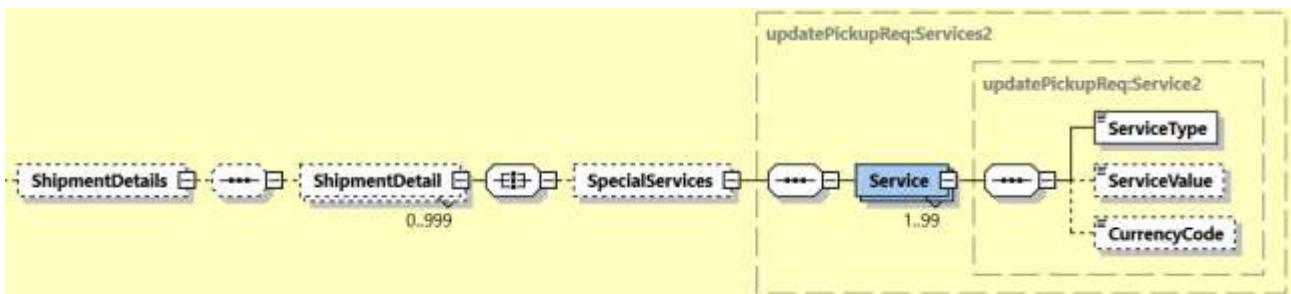 updatePickupReq:Services2
updatePickupReq:Service2
ServiceType
ShipmentDetails
ShipmentDetail
SpecialServices
Service
ServiceValue
0..999
1..99
CurrencyCode